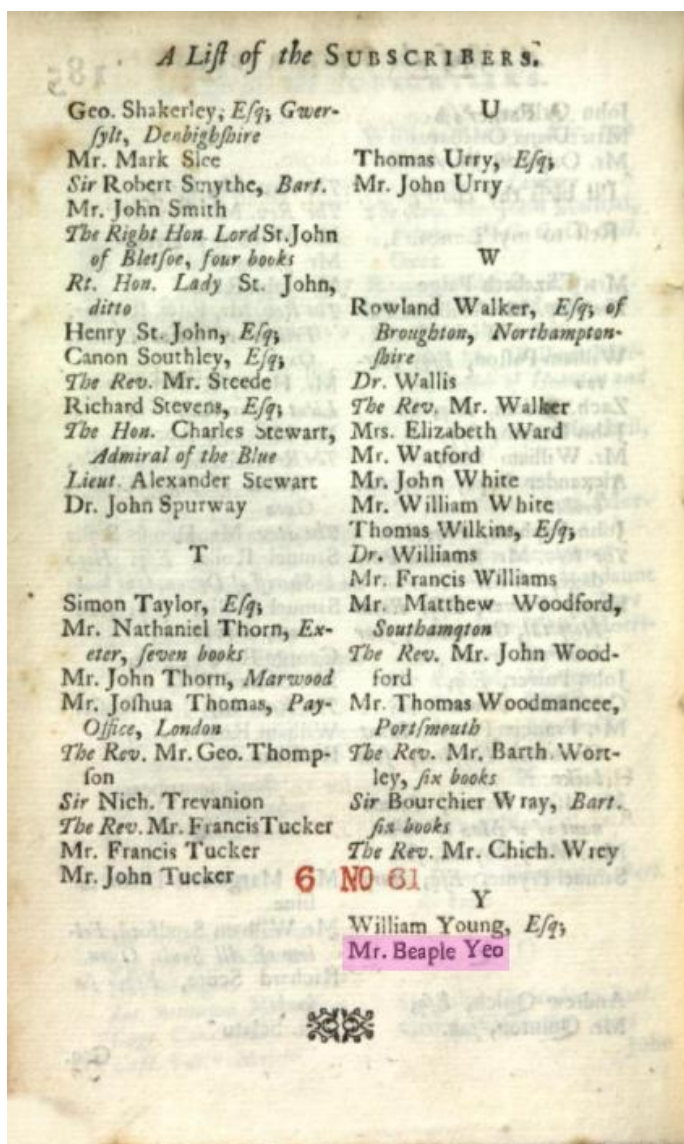 A Liſt of the SUBSCRIBERS.
Geo. Shakerley, Eſq; Gwer-
ſylt, Denbighſhire
Mr. Mark Slee
Sir Robert Smythe, Bart.
Mr. John Smith
The Right Hon. Lord St. John
of Bletſoe, four books
Rt. Hon. Lady St. John,
ditto
Henry St. John, Eſq;
Canon Southley, Eſq;
The Rev. Mr. Steede
Richard Stevens, Eſq;
The Hon. Charles Stewart,
Admiral of the Blue
Lieut. Alexander Stewart
Dr. John Spurway
T
Simon Taylor, Eſq;
Mr. Nathaniel Thorn, Ex-
eter, ſeven books
Mr. John Thorn, Marwood
Mr. Joſhua Thomas, Pay-
Office, London
The Rev. Mr. Geo. Thomp-
ſon
Sir Nich. Trevanion
The Rev. Mr. Francis Tucker
Mr. Francis Tucker
Mr. John Tucker
6 NO 61
U
Thomas Urry, Eſq;
Mr. John Urry
W
Rowland Walker, Eſq; of
Broughton, Northampton-
ſhire
Dr. Wallis
The Rev. Mr. Walker
Mrs. Elizabeth Ward
Mr. Watford
Mr. John White
Mr. William White
Thomas Wilkins, Eſq;
Dr. Williams
Mr. Francis Williams
Mr. Matthew Woodford,
Southamqton
The Rev. Mr. John Wood-
ford
Mr. Thomas Woodmancee,
Portſmouth
The Rev. Mr. Barth Wort-
ley, ſix books
Sir Bourchier Wray, Bart.
ſix books
The Rev. Mr. Chich. Wrey
Y
William Young, Eſq;
Mr. Beaple Yeo